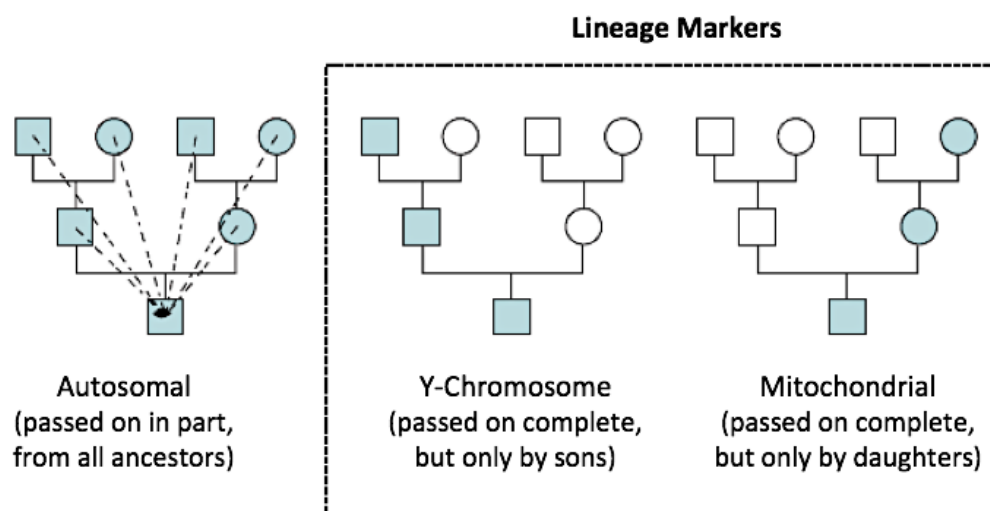 Lineage Markers
Autosomal
(passed on in part,
from all ancestors)
Y-Chromosome
(passed on complete,
but only by sons)
Mitochondrial
(passed on complete,
but only by daughters)